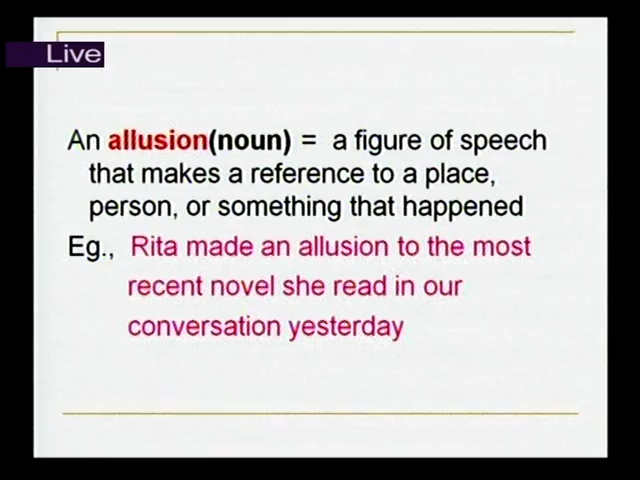 Live
An allusion(noun) = a figure of speech
that makes a reference to a place,
person, or something that happened
Eg., Rita made an allusion to the most
recent novel she read in our
conversation yesterday